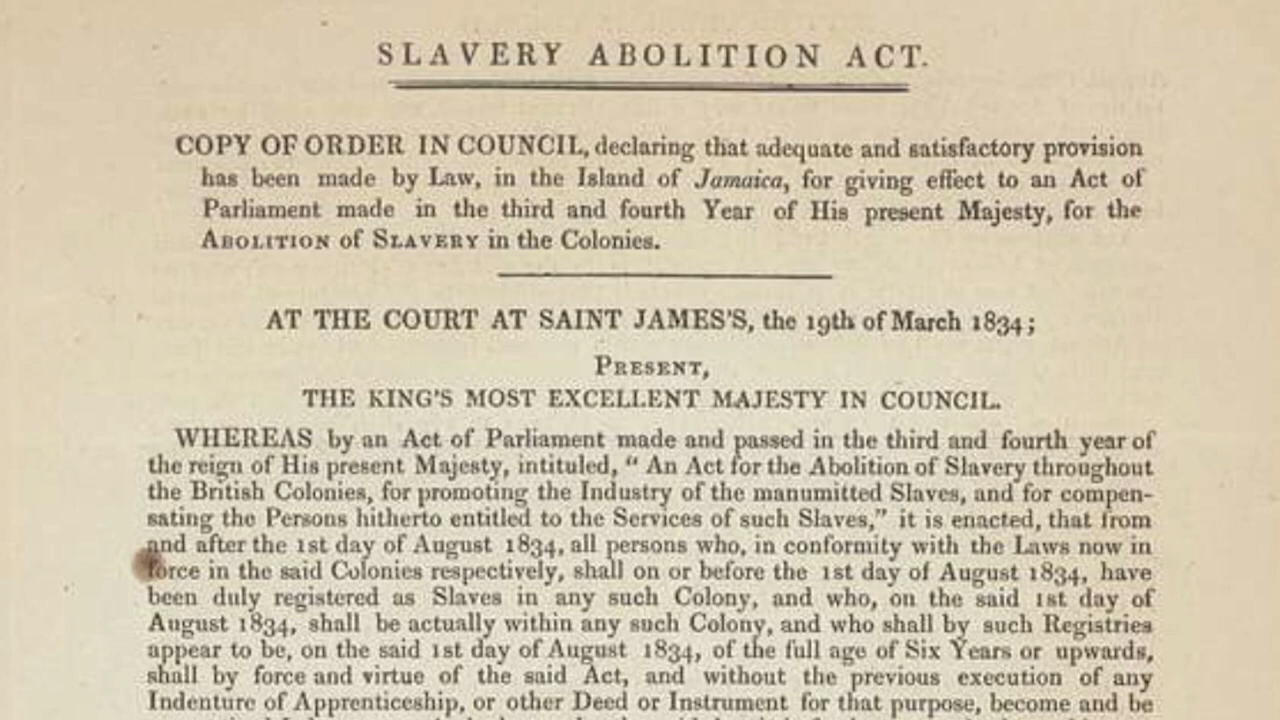 SLAVERY ABOLITION ACT.
COPY OF ORDER IN COUNCIL, declaring that adequate and satisfactory provision
has been made by Law, in the Island of Jamaica, for giving effect to an Act of
Parliament made in the third and fourth Year of His present Majesty, for the
ABOLITION of SLAVERY in the Colonies.
AT THE COURT AT SAINT JAMES'S, the 19th of March 1834;
PRESENT,
THE KING'S MOST EXCELLENT MAJESTY IN COUNCIL.
WHEREAS by an Act of Parliament made and passed in the third and fourth year of
the reign of His present Majesty, intituled, “ An Act for the Abolition of Slavery throughout
the British Colonies, for promoting the Industry of the manumitted Slaves, and for compen-
sating the Persons hitherto entitled to the Services of such Slaves,” it is enacted, that from
and after the 1st day of August 1834, all persons who, in conformity with the Laws now in
force in the said Colonies respectively, shall on or before the 1st day of August 1834, have
been duly registered as Slaves in any such Colony, and who, on the said 1st day of
August 1834, shall be actually within any such Colony, and who shall by such Registries
appear to be, on the said 1st day of August 1834, of the full age of Six Years or upwards,
shall by force and virtue of the said Act, and without the previous execution of any
Indenture of Apprenticeship, or other Deed or Instrument for that purpose, become and be